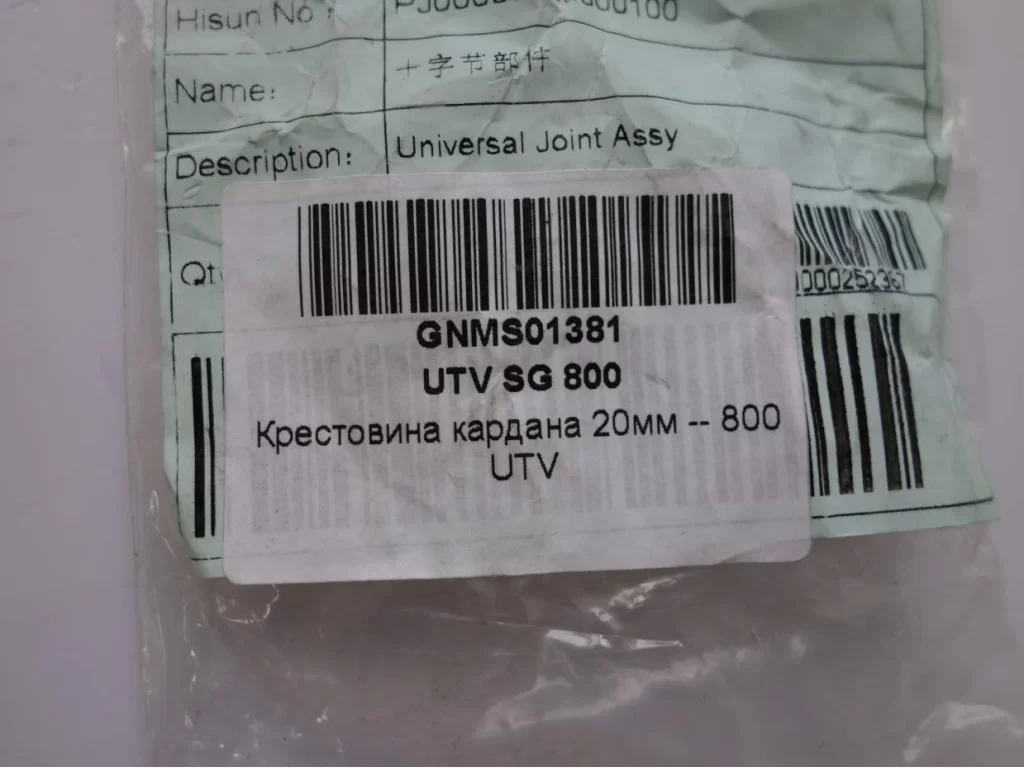 Hisun No :
Name: 十字节部件
Description: Universal Joint Assy
GNMS01381
UTV SG 800
Крестовина кардана 20мм -- 800
UTV